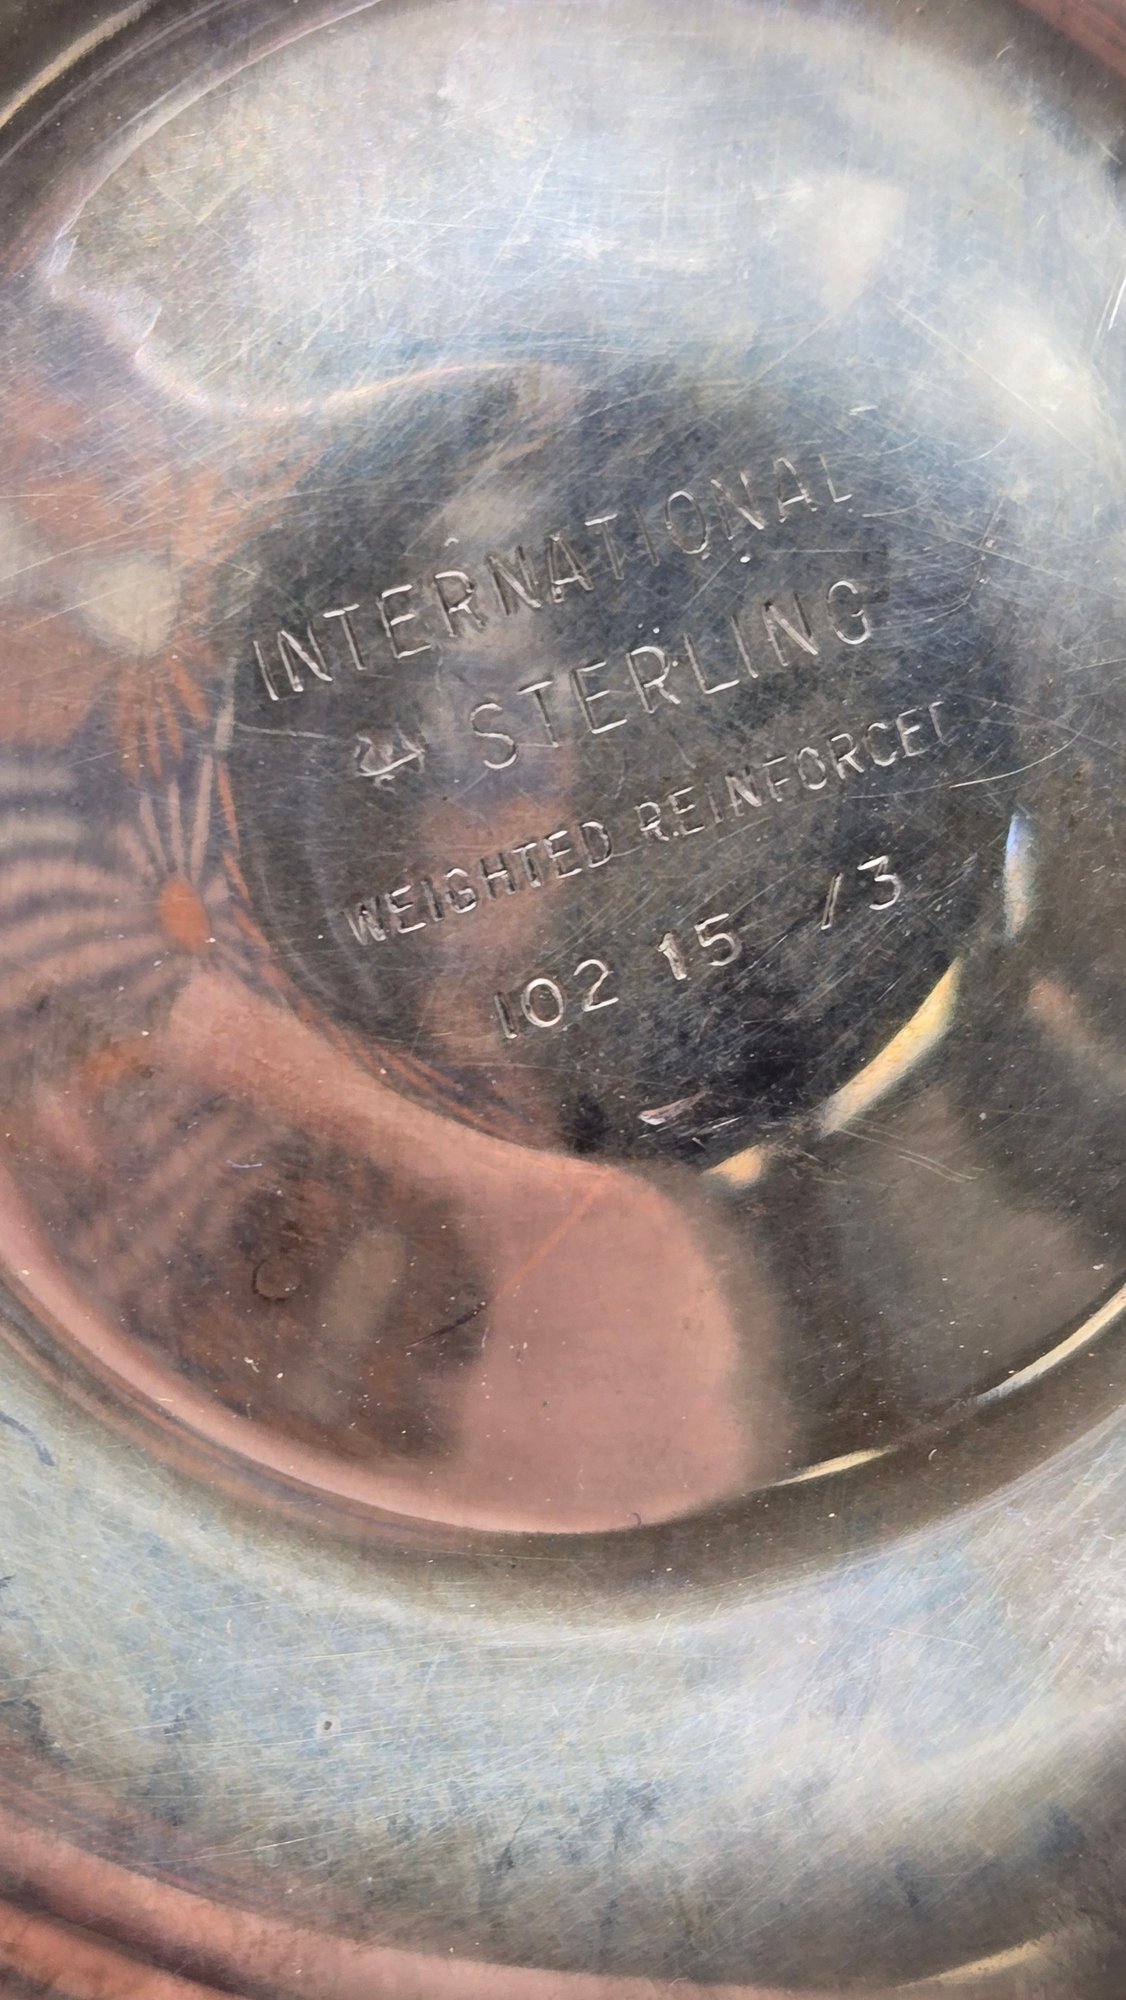 INTERNATIONAL
STERLING
WEIGHTED REINFORCED
102 15 /3